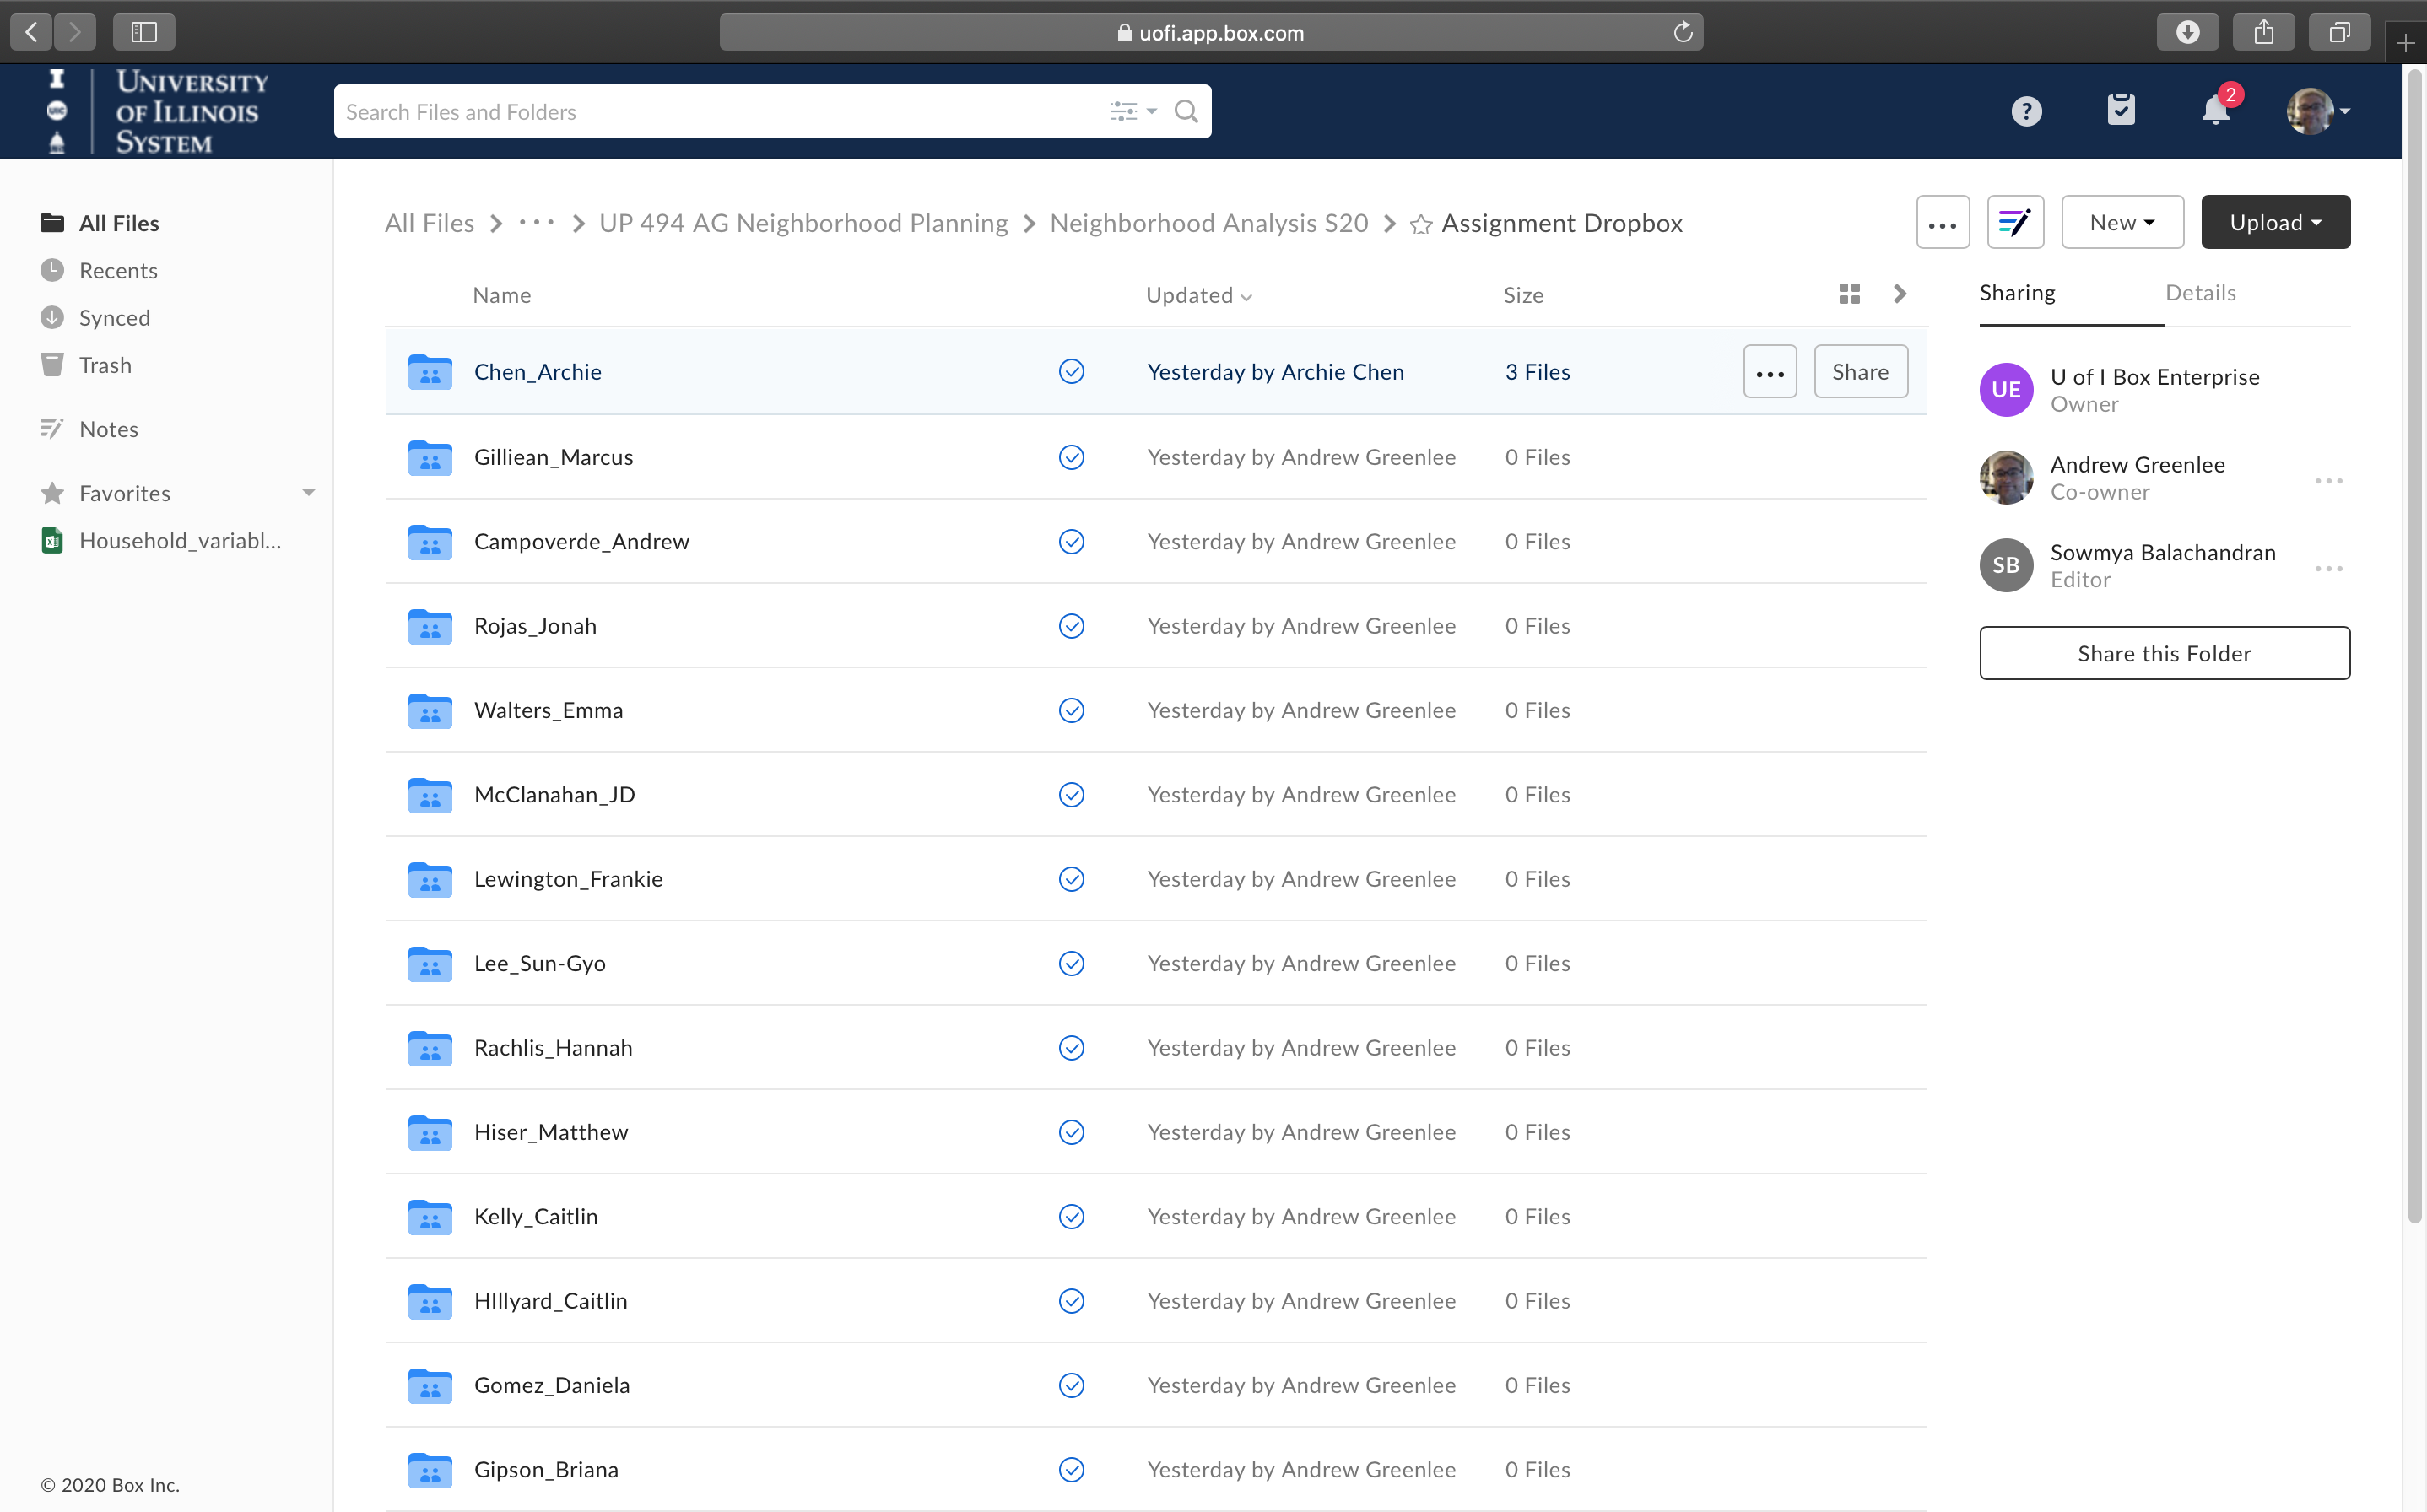 uofi.app.box.com
UNIVERSITY
OF ILLINOIS
SYSTEM
Search Files and Folders
?
2
All Files
Recents
Synced
Trash
Notes
Favorites
Household_variabl...
© 2020 Box Inc.
All Files > ... > UP 494 AG Neighborhood Planning > Neighborhood Analysis S20 > Assignment Dropbox
New
Upload
Name Updated Size
Chen_Archie Yesterday by Archie Chen 3 Files Share
Gilliean_Marcus Yesterday by Andrew Greenlee 0 Files
Campoverde_Andrew Yesterday by Andrew Greenlee 0 Files
Rojas_Jonah Yesterday by Andrew Greenlee 0 Files
Walters_Emma Yesterday by Andrew Greenlee 0 Files
McClanahan_JD Yesterday by Andrew Greenlee 0 Files
Lewington_Frankie Yesterday by Andrew Greenlee 0 Files
Lee_Sun-Gyo Yesterday by Andrew Greenlee 0 Files
Rachlis_Hannah Yesterday by Andrew Greenlee 0 Files
Hiser_Matthew Yesterday by Andrew Greenlee 0 Files
Kelly_Caitlin Yesterday by Andrew Greenlee 0 Files
HIllyard_Caitlin Yesterday by Andrew Greenlee 0 Files
Gomez_Daniela Yesterday by Andrew Greenlee 0 Files
Gipson_Briana Yesterday by Andrew Greenlee 0 Files
Sharing Details
UE U of I Box Enterprise
Owner
Andrew Greenlee
Co-owner
SB Sowmya Balachandran
Editor
Share this Folder